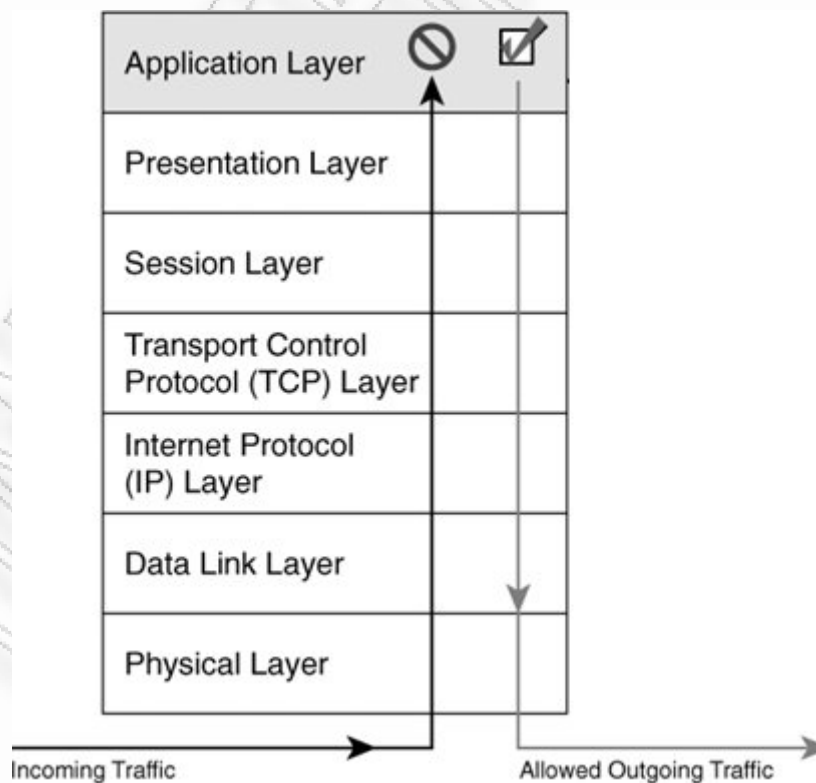 Application Layer
Presentation Layer
Session Layer
Transport Control
Protocol (TCP) Layer
Internet Protocol
(IP) Layer
Data Link Layer
Physical Layer
Incoming Traffic
Allowed Outgoing Traffic